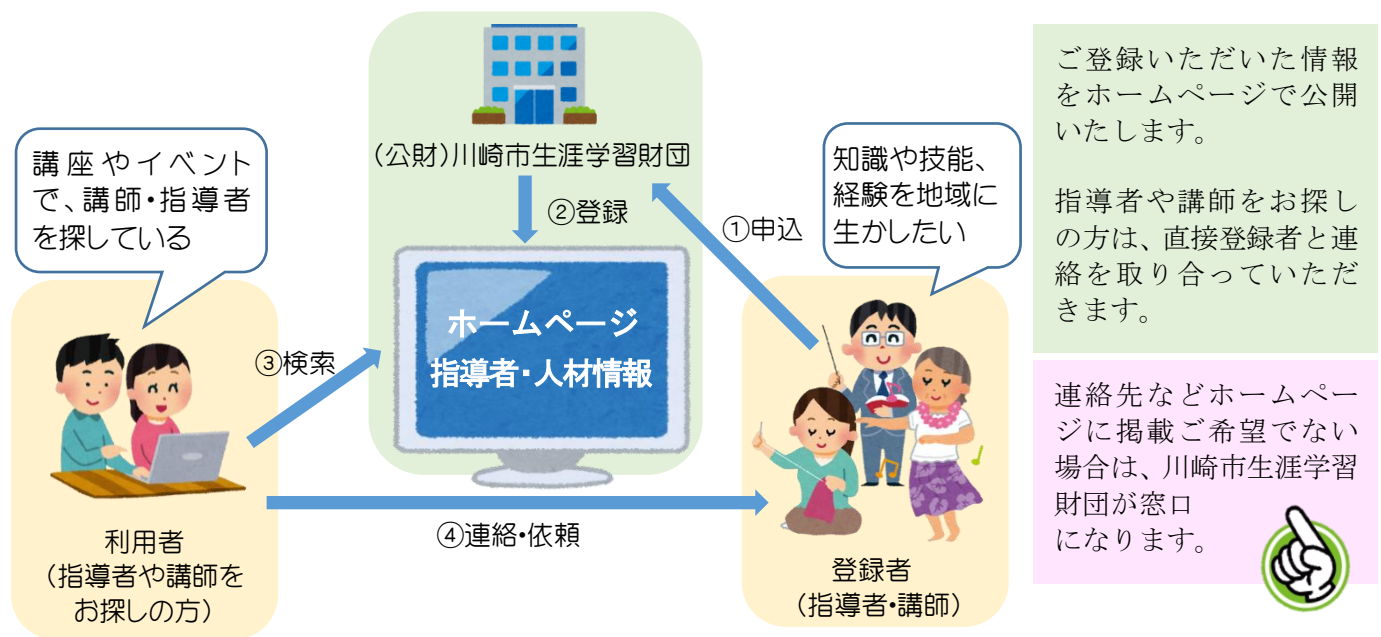 (公財)川崎市生涯学習財団
講座やイベント
で、講師・指導者
を探している
知識や技能、
経験を地域に
生かしたい
②登録
①申込
ホームページ
指導者・人材情報
③検索
④連絡・依頼
利用者
(指導者や講師を
お探しの方)
登録者
(指導者・講師)
ご登録いただいた情報
をホームページで公開
いたします。
指導者や講師をお探し
の方は、直接登録者と連
絡を取り合っていただ
きます。
連絡先などホームペー
ジに掲載ご希望でない
場合は、川崎市生涯学習
財団が窓口
になります。